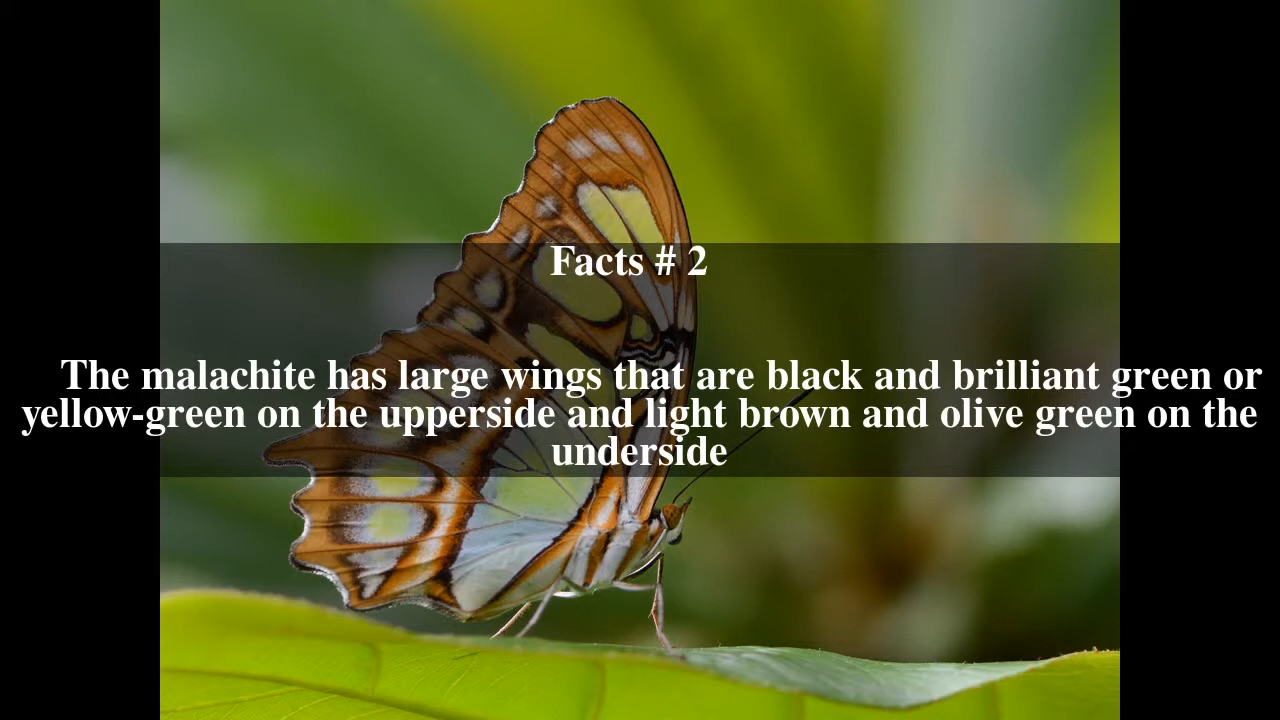 Facts # 2
The malachite has large wings that are black and brilliant green or
yellow-green on the upperside and light brown and olive green on the
underside